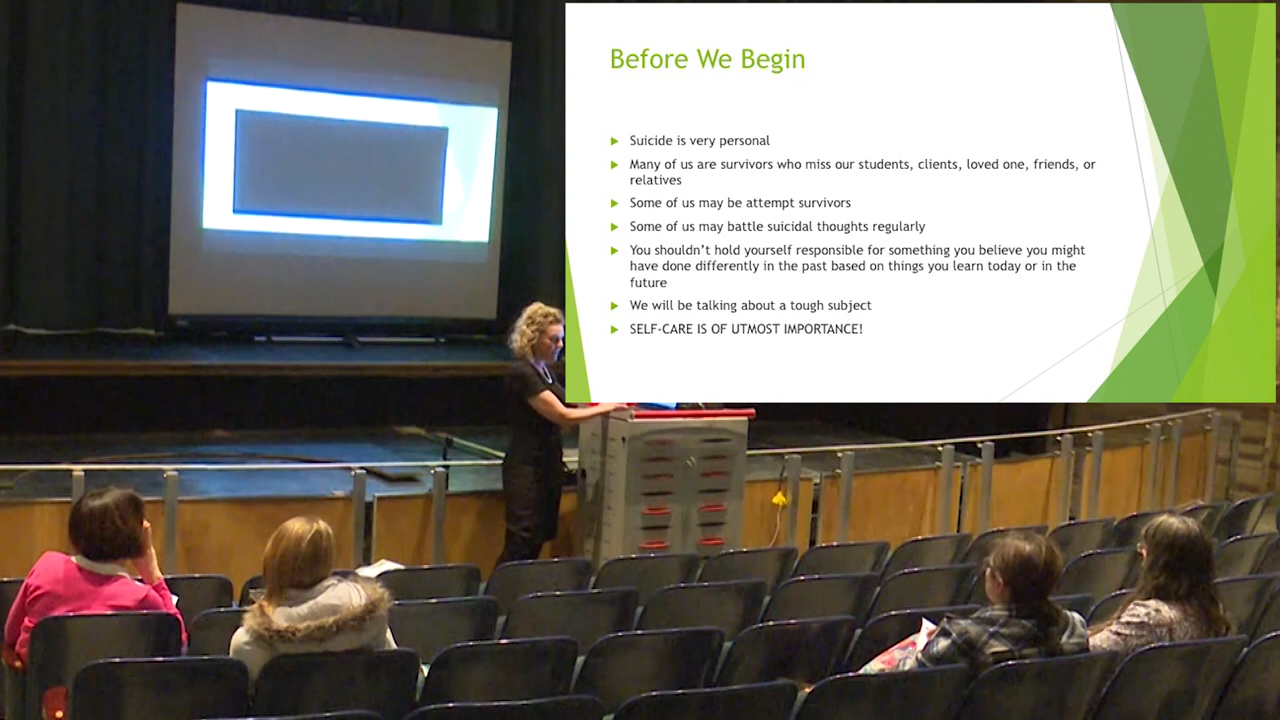 Before We Begin
Suicide is very personal
Many of us are survivors who miss our students, clients, loved one, friends, or
relatives
Some of us may be attempt survivors
Some of us may battle suicidal thoughts regularly
You shouldn't hold yourself responsible for something you believe you might
have done differently in the past based on things you learn today or in the
future
We will be talking about a tough subject
SELF-CARE IS OF UTMOST IMPORTANCE!